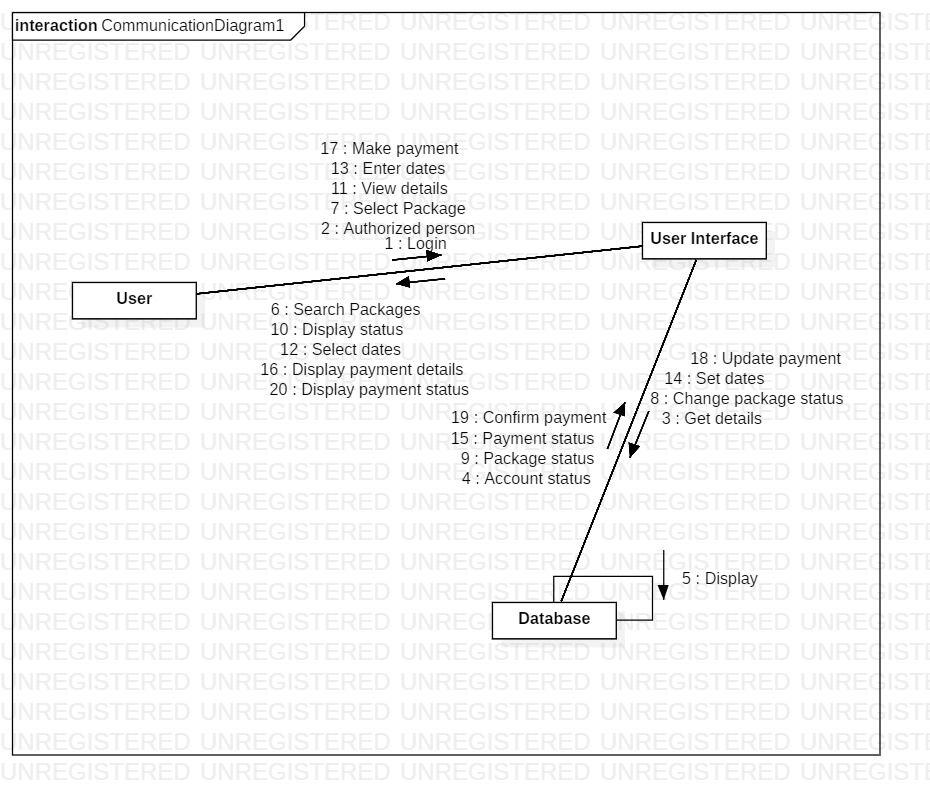 interaction CommunicationDiagram1
17 : Make payment
13 : Enter dates
11 : View details
7 : Select Package
2 : Authorized person
1 : Login
User Interface
User
6 : Search Packages
10 : Display status
12 : Select dates
16 : Display payment details
20 : Display payment status
18 : Update payment
14 : Set dates
8 : Change package status
3 : Get details
19 : Confirm payment
15 : Payment status
9 : Package status
4 : Account status
5 : Display
Database
UNREGISTERED